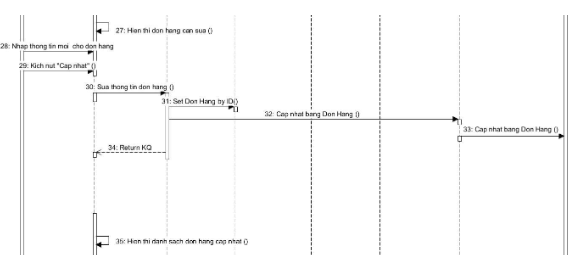 27: Hien thi don hang can sua ()
28: Nhap thong tin moi cho don hang
29: Kich nut "Cap nhat" ()
30: Sua thong tin don hang ()
31: Set Don Hang by ID()
32: Cap nhat bang Don Hang ()
33: Cap nhat bang Don Hang ()
34: Return KQ
35: Hien thi danh sach don hang cap nhat ()